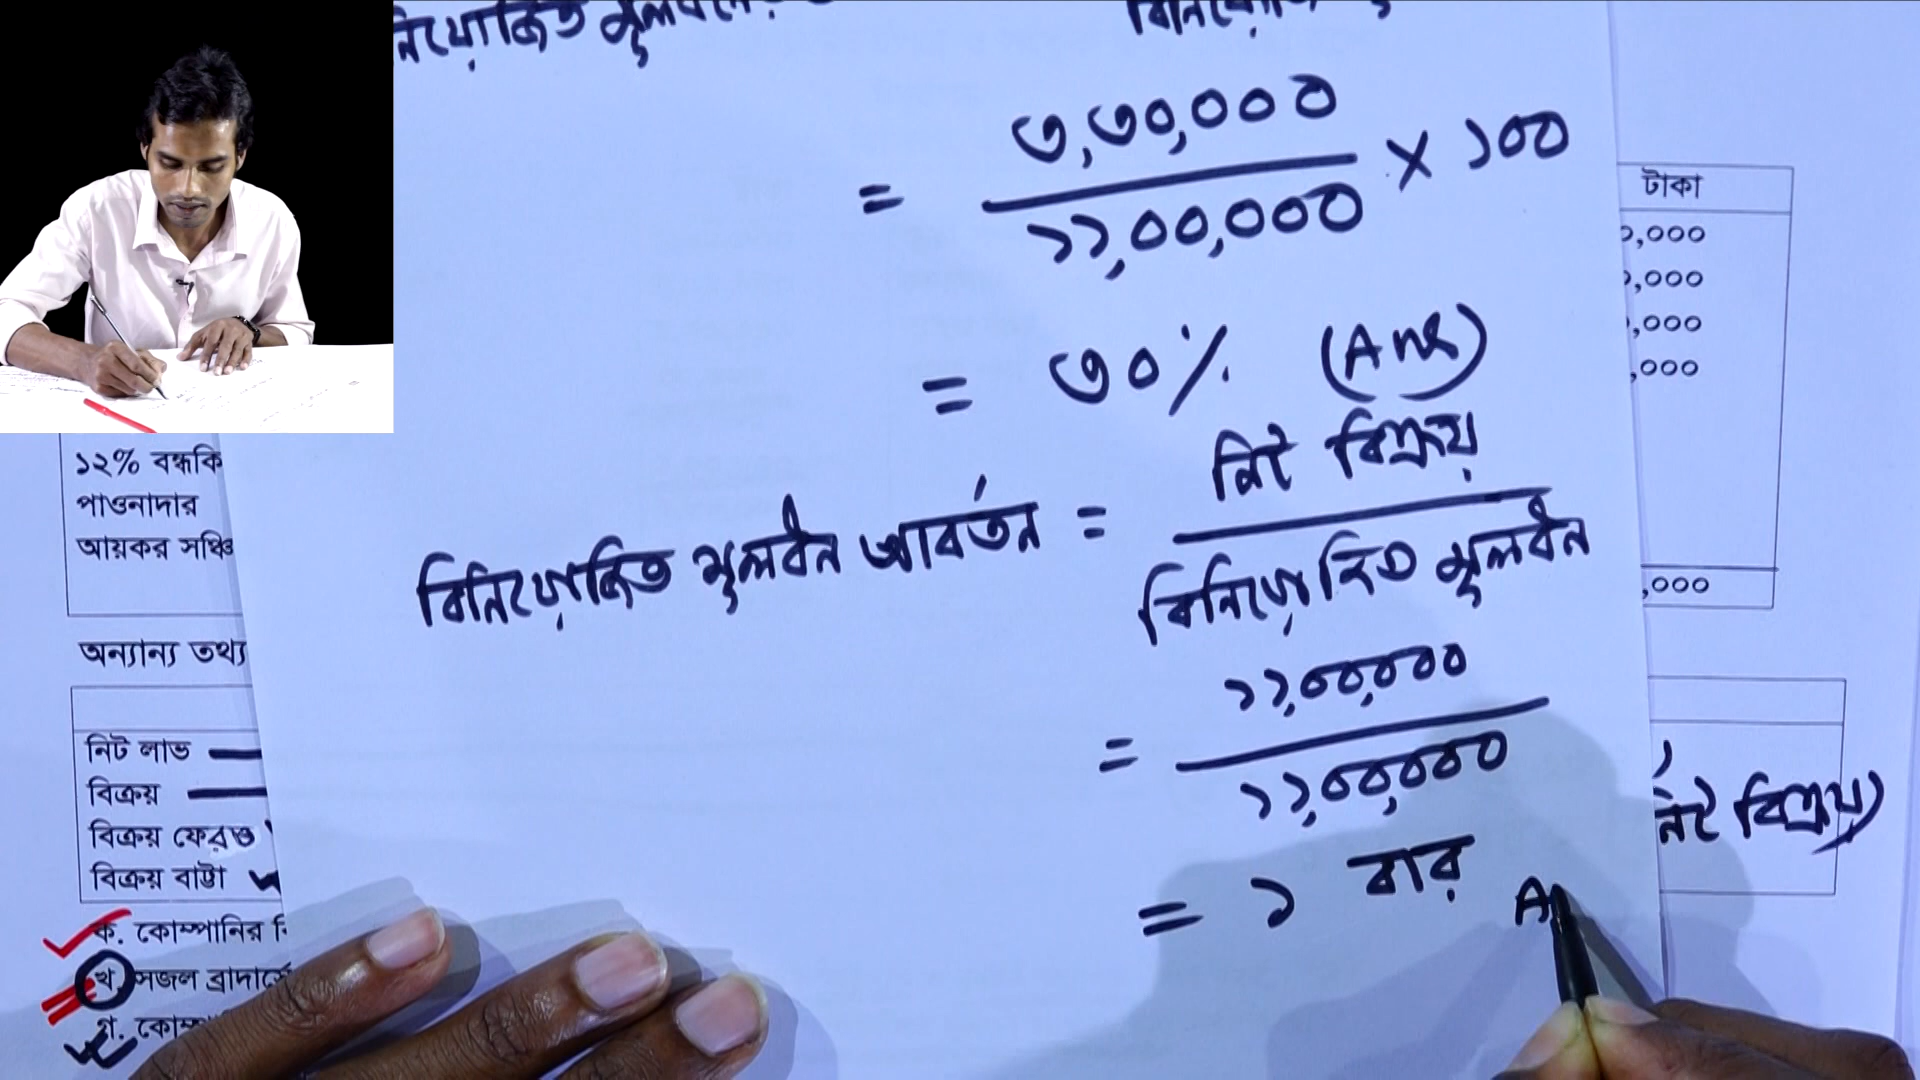 নিয়োজিত মূলধনের
= ৩,৩০,০০০ / ১১,০০,০০০ × ১০০
= ৩০% (Ans)
বিনিয়োজিত মূলধন আবর্তন = নিট বিক্রয় / বিনিয়োজিত মূলধন
= ১১,০০,০০০ / ১১,০০,০০০
= ১ বার A
টাকা
০,০০০
০,০০০
,০০০
,০০০
১২% বন্ধকি
পাওনাদার
আয়কর সঞ্চি
,০০০
অন্যান্য তথ্য
নিট লাভ
বিক্রয়
বিক্রয় ফেরত
বিক্রয় বাট্টা
নিট বিক্রয়)
ক. কোম্পানির
খ. সজল ব্রাদার্সে
গ. কোম্প